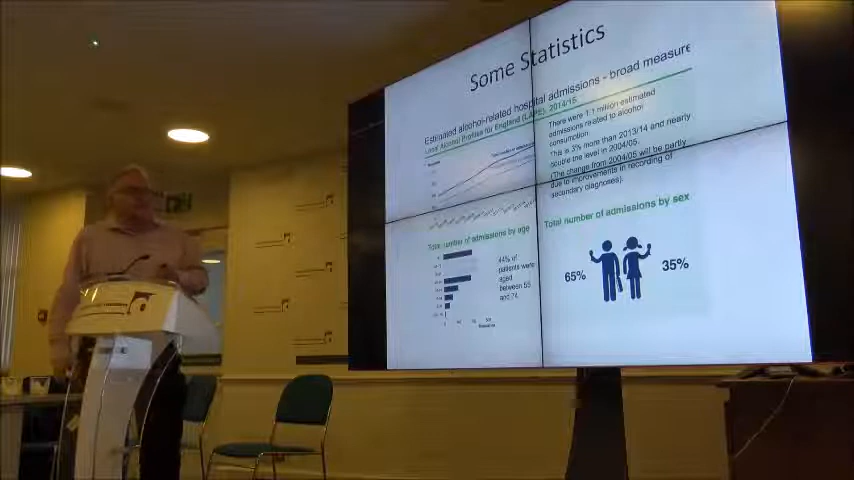 Some Statistics
Estimated alcohol-related hospital admissions - broad measure
Local Alcohol Profiles for England (LAPE), 2014/15
There were 1.1 million estimated
admissions related to alcohol
consumption.
This is 3% more than 2013/14 and nearly
double the level in 2004/05.
(The change from 2004/05 will be partly
due to improvements in recording of
secondary diagnoses).
Total number of admissions by age
44% of
patients were
aged
between 55
and 74.
Total number of admissions by sex
65%
35%